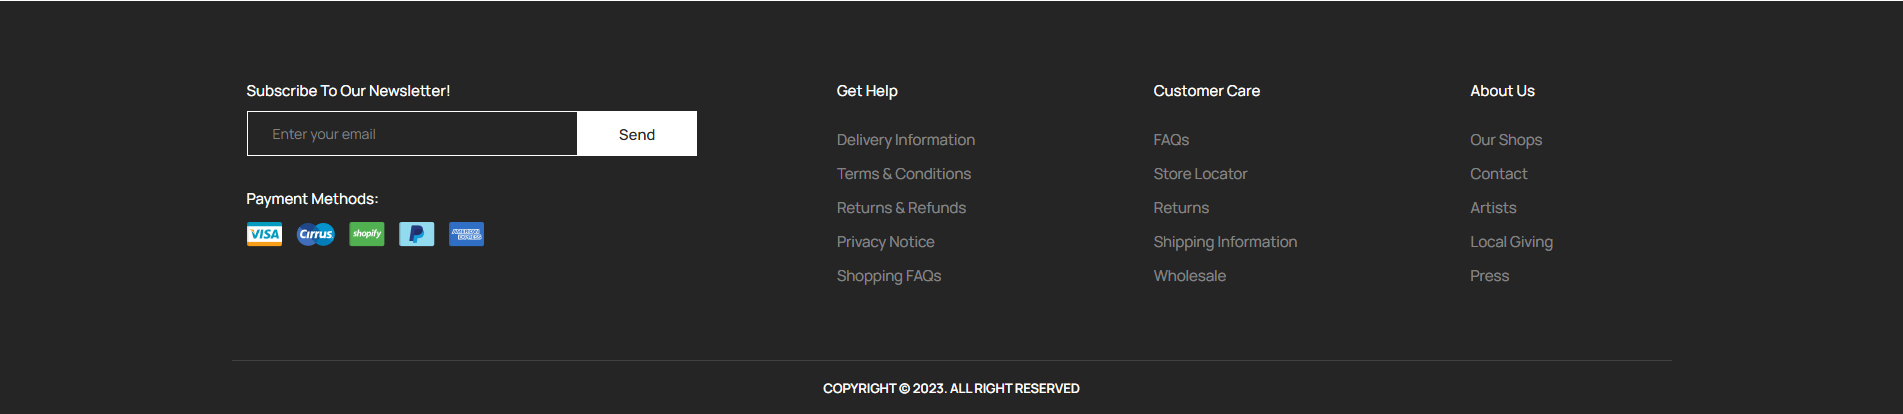 Subscribe To Our Newsletter!
Enter your email
Send
Payment Methods:
VISA
Cirrus
shopify
P
AMERICAN
EXPRESS
Get Help
Delivery Information
Terms & Conditions
Returns & Refunds
Privacy Notice
Shopping FAQs
Customer Care
FAQs
Store Locator
Returns
Shipping Information
Wholesale
About Us
Our Shops
Contact
Artists
Local Giving
Press
COPYRIGHT © 2023. ALL RIGHT RESERVED